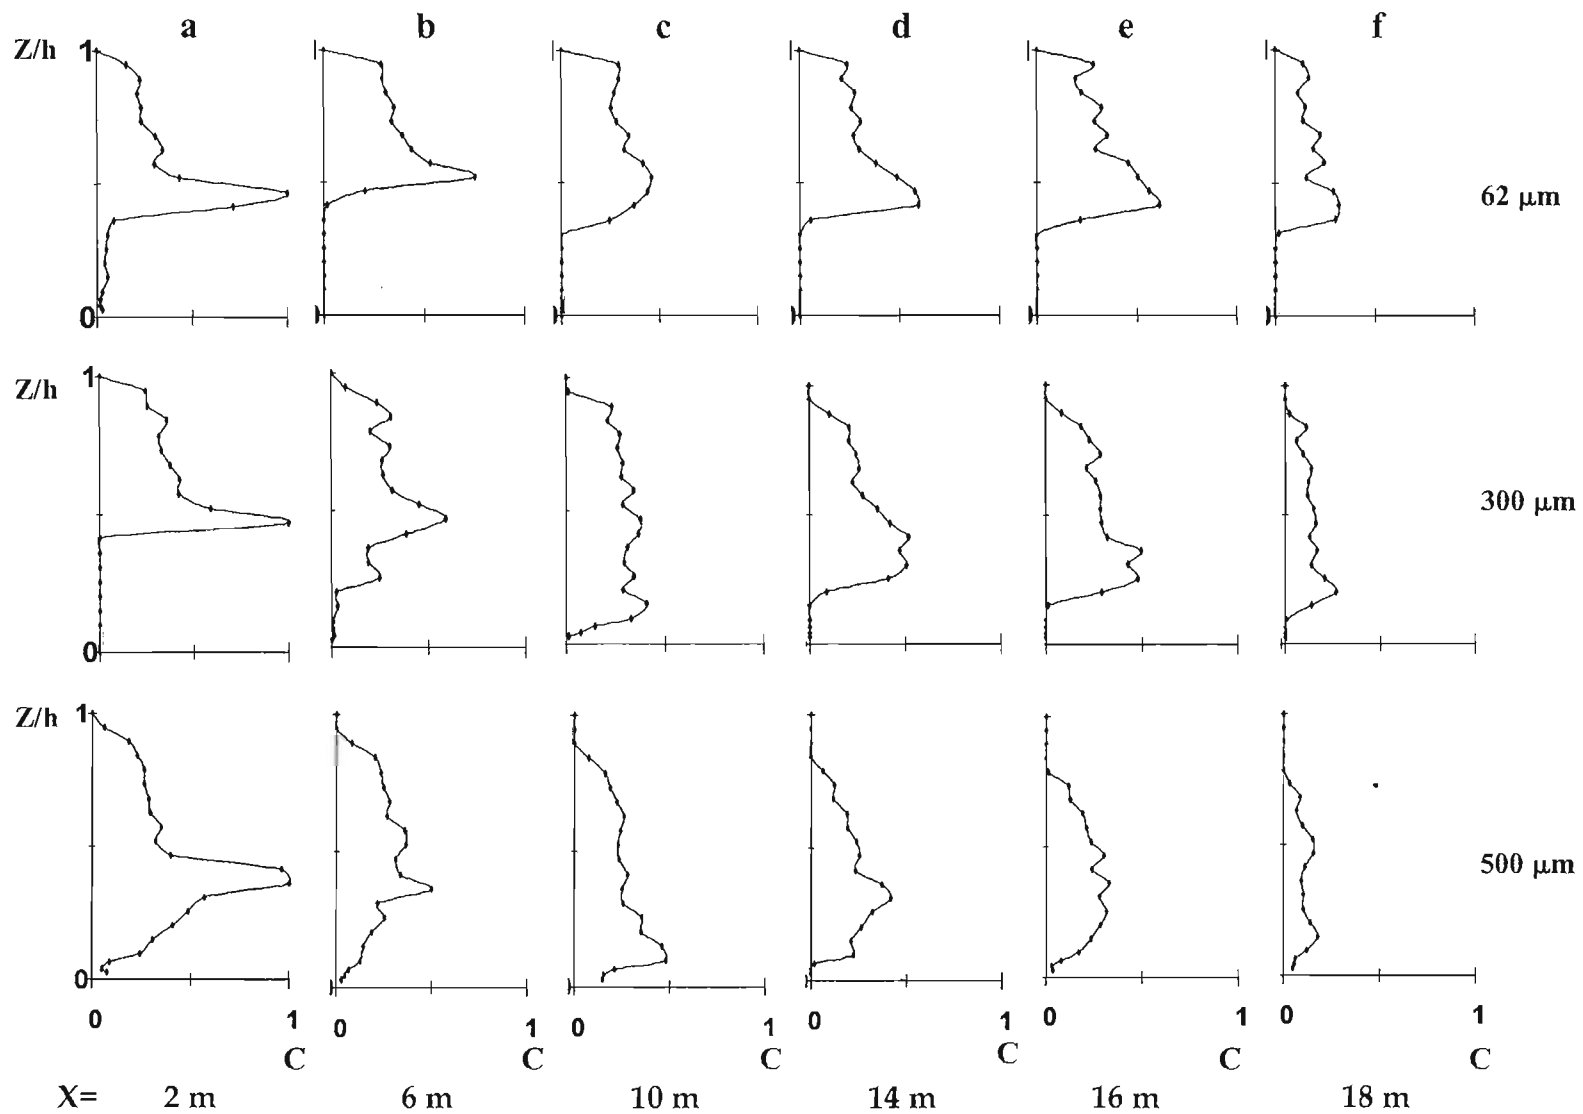 a b c d e f
Z/h 1
62 μm
0
Z/h 1
300 μm
0
Z/h 1
500 μm
0
0 1 0 1 0 1 0 1 0 1 0 1
C C C C C C
X= 2 m 6 m 10 m 14 m 16 m 18 m